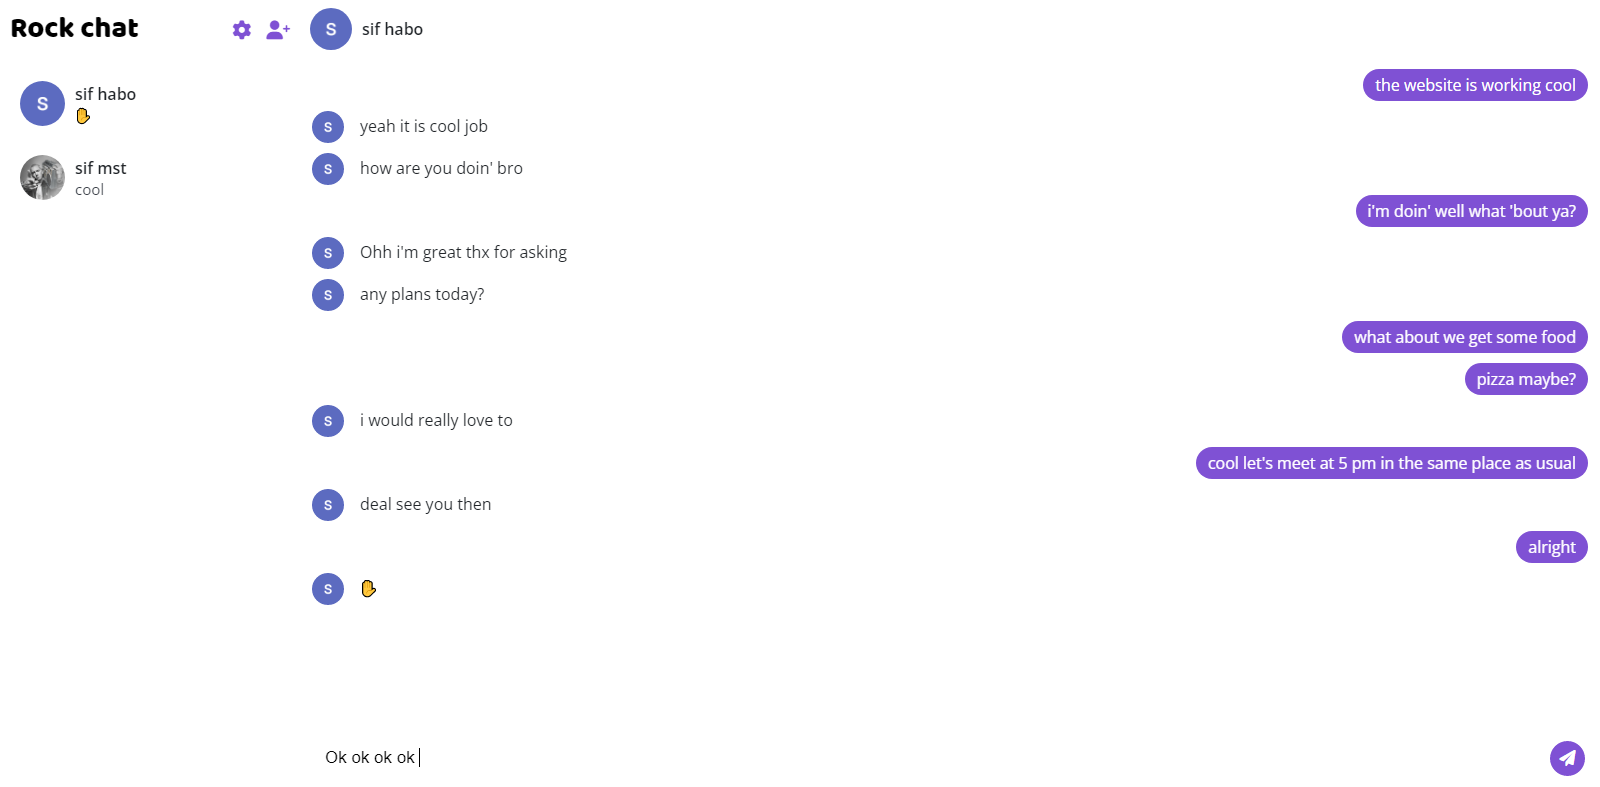 Rock chat
S sif habo
S sif habo
✋
sif mst
cool
the website is working cool
S yeah it is cool job
S how are you doin' bro
i'm doin' well what 'bout ya?
S Ohh i'm great thx for asking
S any plans today?
what about we get some food
pizza maybe?
S i would really love to
cool let's meet at 5 pm in the same place as usual
S deal see you then
alright
S ✋
Ok ok ok ok